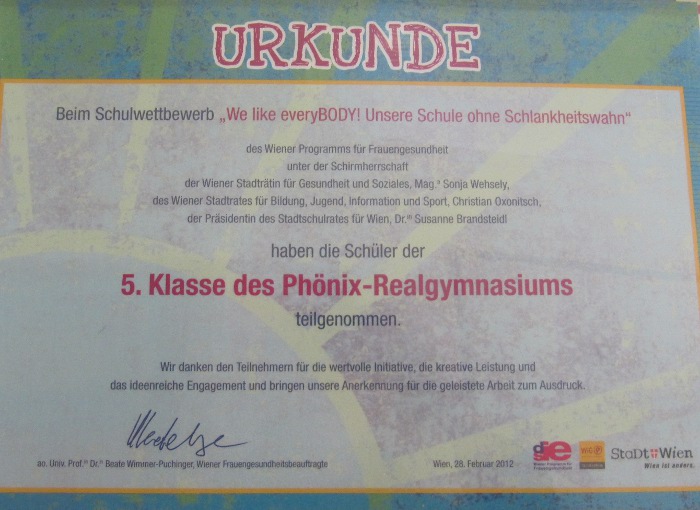 URKUNDE
Beim Schulwettbewerb „We like everyBODY! Unsere Schule ohne Schlankheitswahn"
des Wiener Programms für Frauengesundheit
unter der Schirmherrschaft
der Wiener Stadträtin für Gesundheit und Soziales, Mag.ª Sonja Wehsely,
des Wiener Stadtrates für Bildung, Jugend, Information und Sport, Christian Oxonitsch,
der Präsidentin des Stadtschulrates für Wien, Dr.in Susanne Brandsteidl
haben die Schüler der
5. Klasse des Phönix-Realgymnasiums
teilgenommen.
Wir danken den Teilnehmern für die wertvolle Initiative, die kreative Leistung und
das ideenreiche Engagement und bringen unsere Anerkennung für die geleistete Arbeit zum Ausdruck.
ao. Univ. Prof.in Dr.in Beate Wimmer-Puchinger, Wiener Frauengesundheitsbeauftragte
Wien, 28. Februar 2012
Wiener Programm für Frauengesundheit
WiG
StaDt Wien
Wien ist anders.